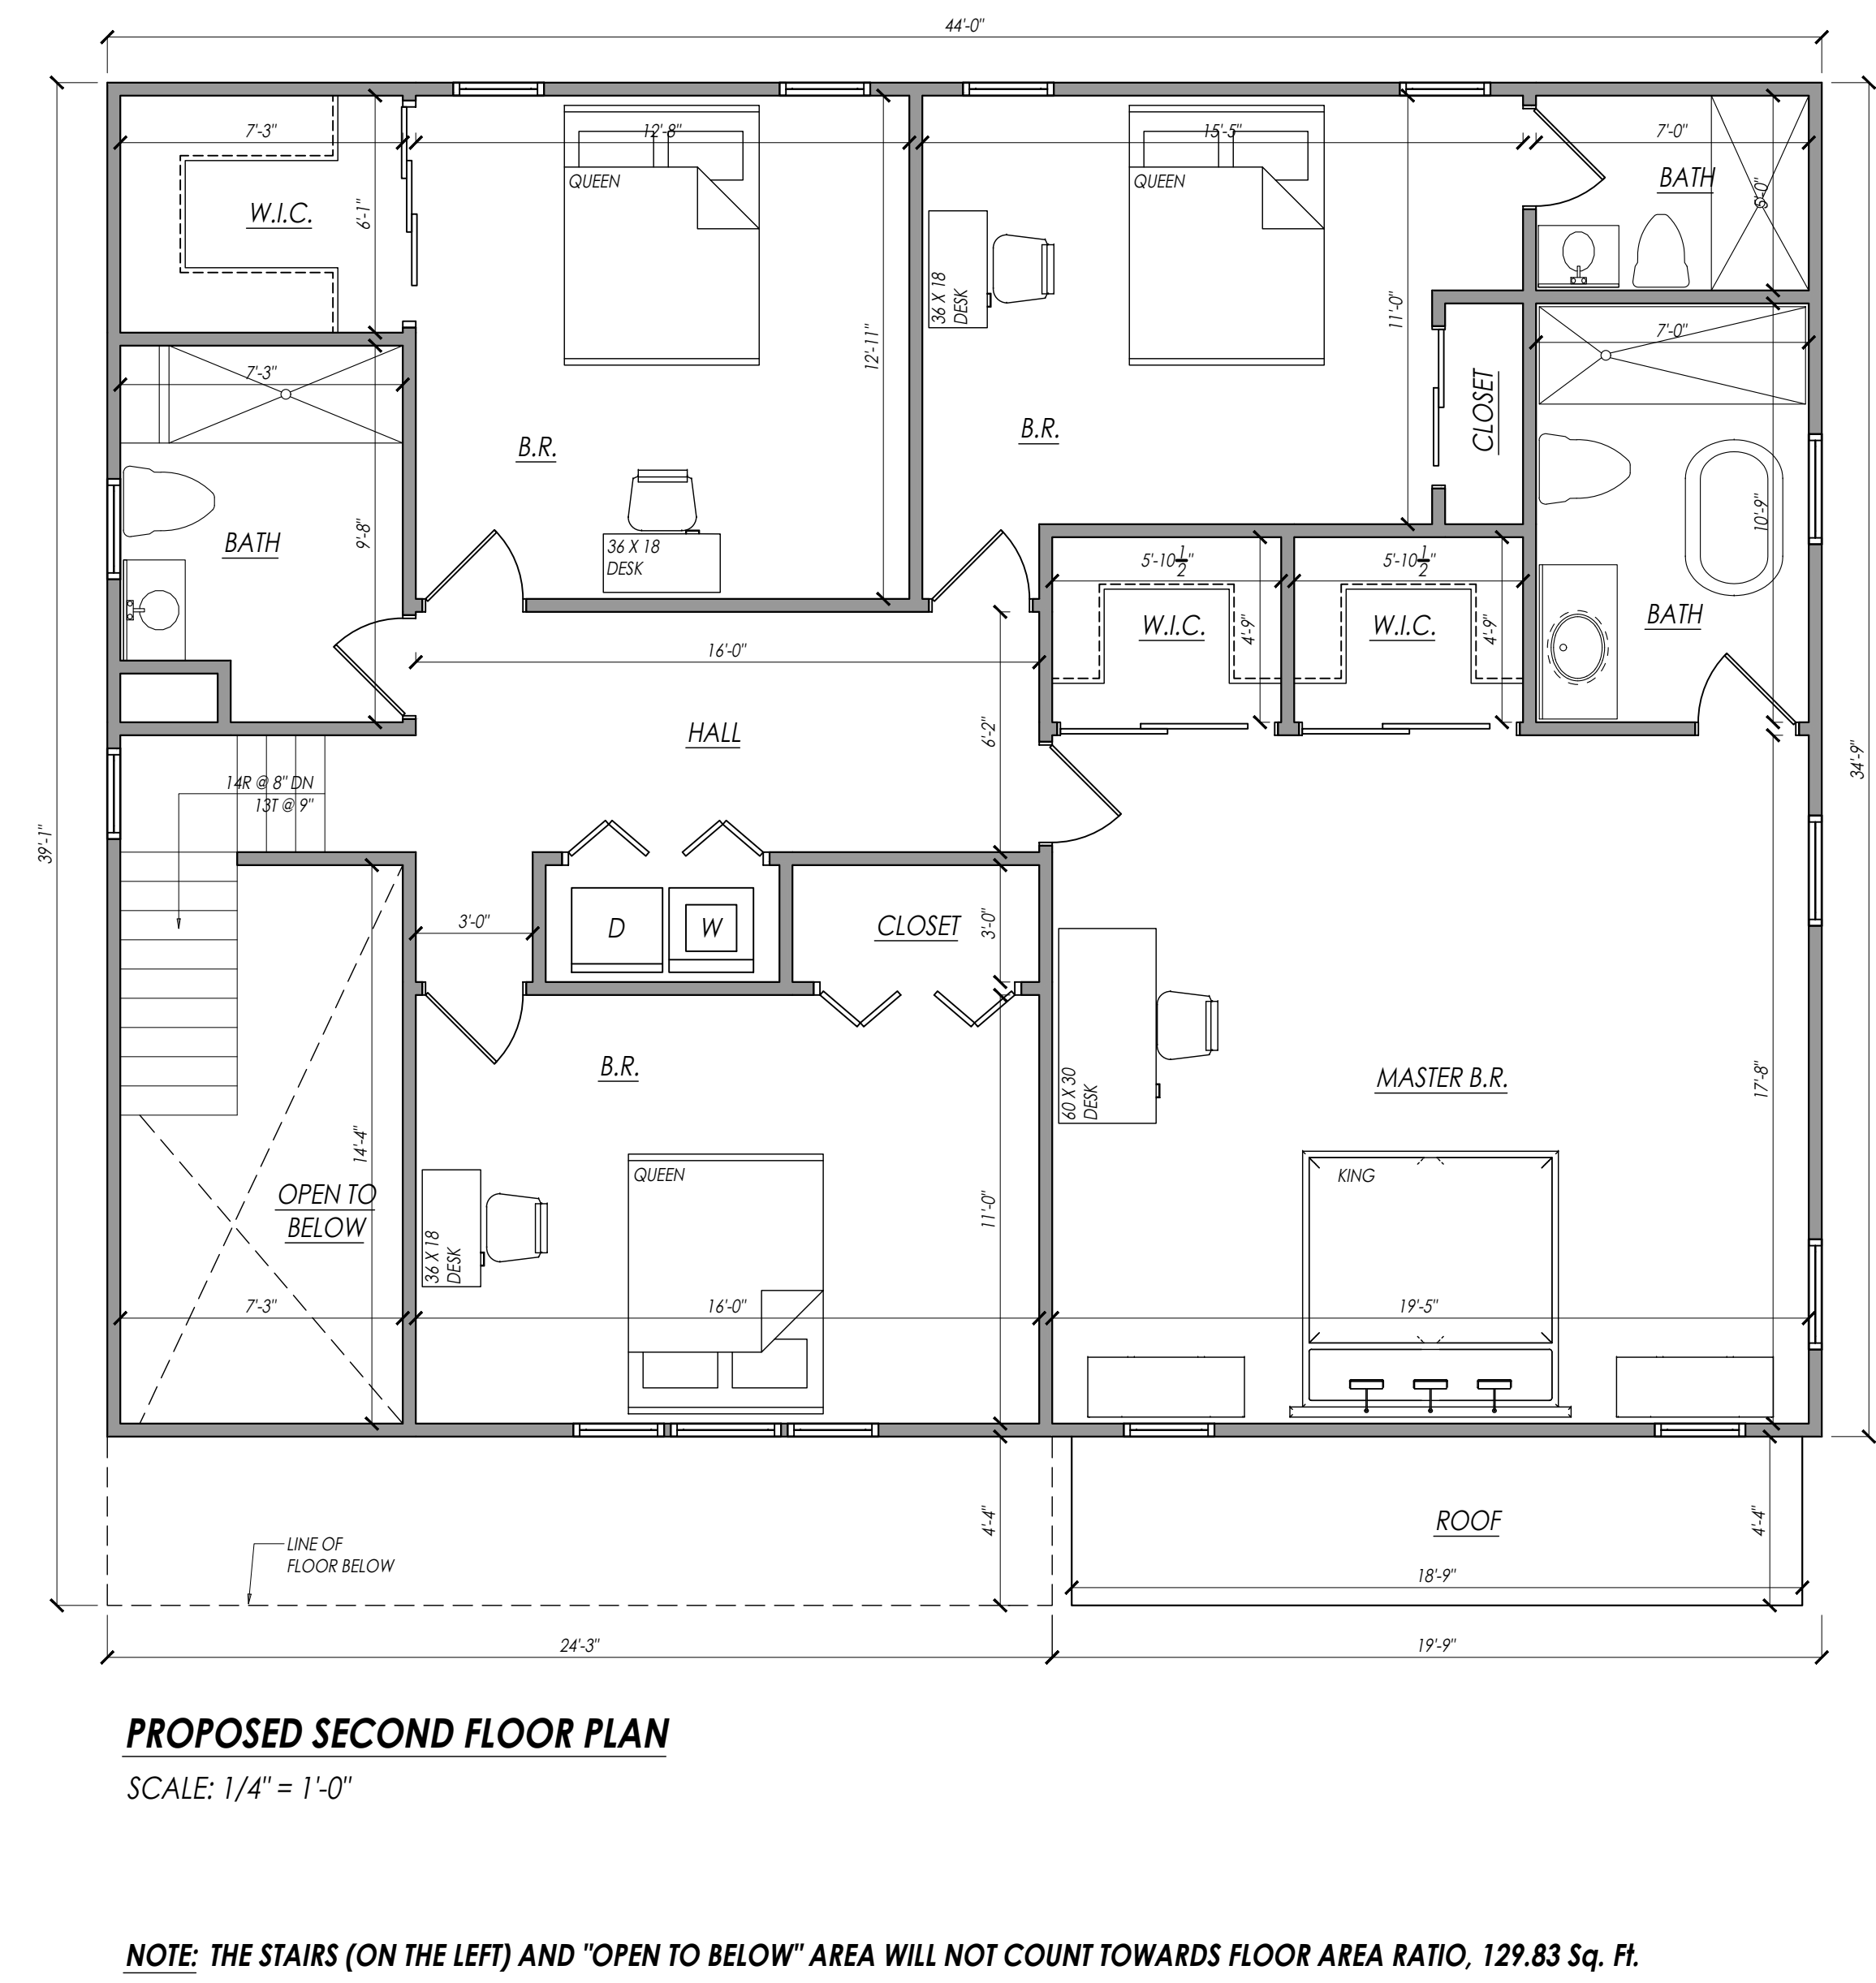 44'-0"
7'-3"
12'-8"
15'-5"
7'-0"
W.I.C.
6'-1"
QUEEN
QUEEN
BATH
36 X 18
DESK
12'-11"
11'-0"
7'-0"
7'-3"
CLOSET
B.R.
B.R.
BATH
9'-8"
36 X 18
DESK
5'-10 1/2"
5'-10 1/2"
10'-9"
W.I.C.
4'-9"
W.I.C.
4'-9"
BATH
16'-0"
HALL
6'-2"
14R @ 8" DN
13T @ 9"
39'-1"
34'-9"
3'-0"
D
W
CLOSET
3'-0"
B.R.
60 X 30
DESK
MASTER B.R.
17'-8"
14'-4"
OPEN TO
BELOW
36 X 18
DESK
QUEEN
11'-0"
KING
7'-3"
16'-0"
19'-5"
LINE OF
FLOOR BELOW
4'-4"
ROOF
4'-4"
18'-9"
24'-3"
19'-9"
PROPOSED SECOND FLOOR PLAN
SCALE: 1/4" = 1'-0"
NOTE: THE STAIRS (ON THE LEFT) AND "OPEN TO BELOW" AREA WILL NOT COUNT TOWARDS FLOOR AREA RATIO, 129.83 Sq. Ft.